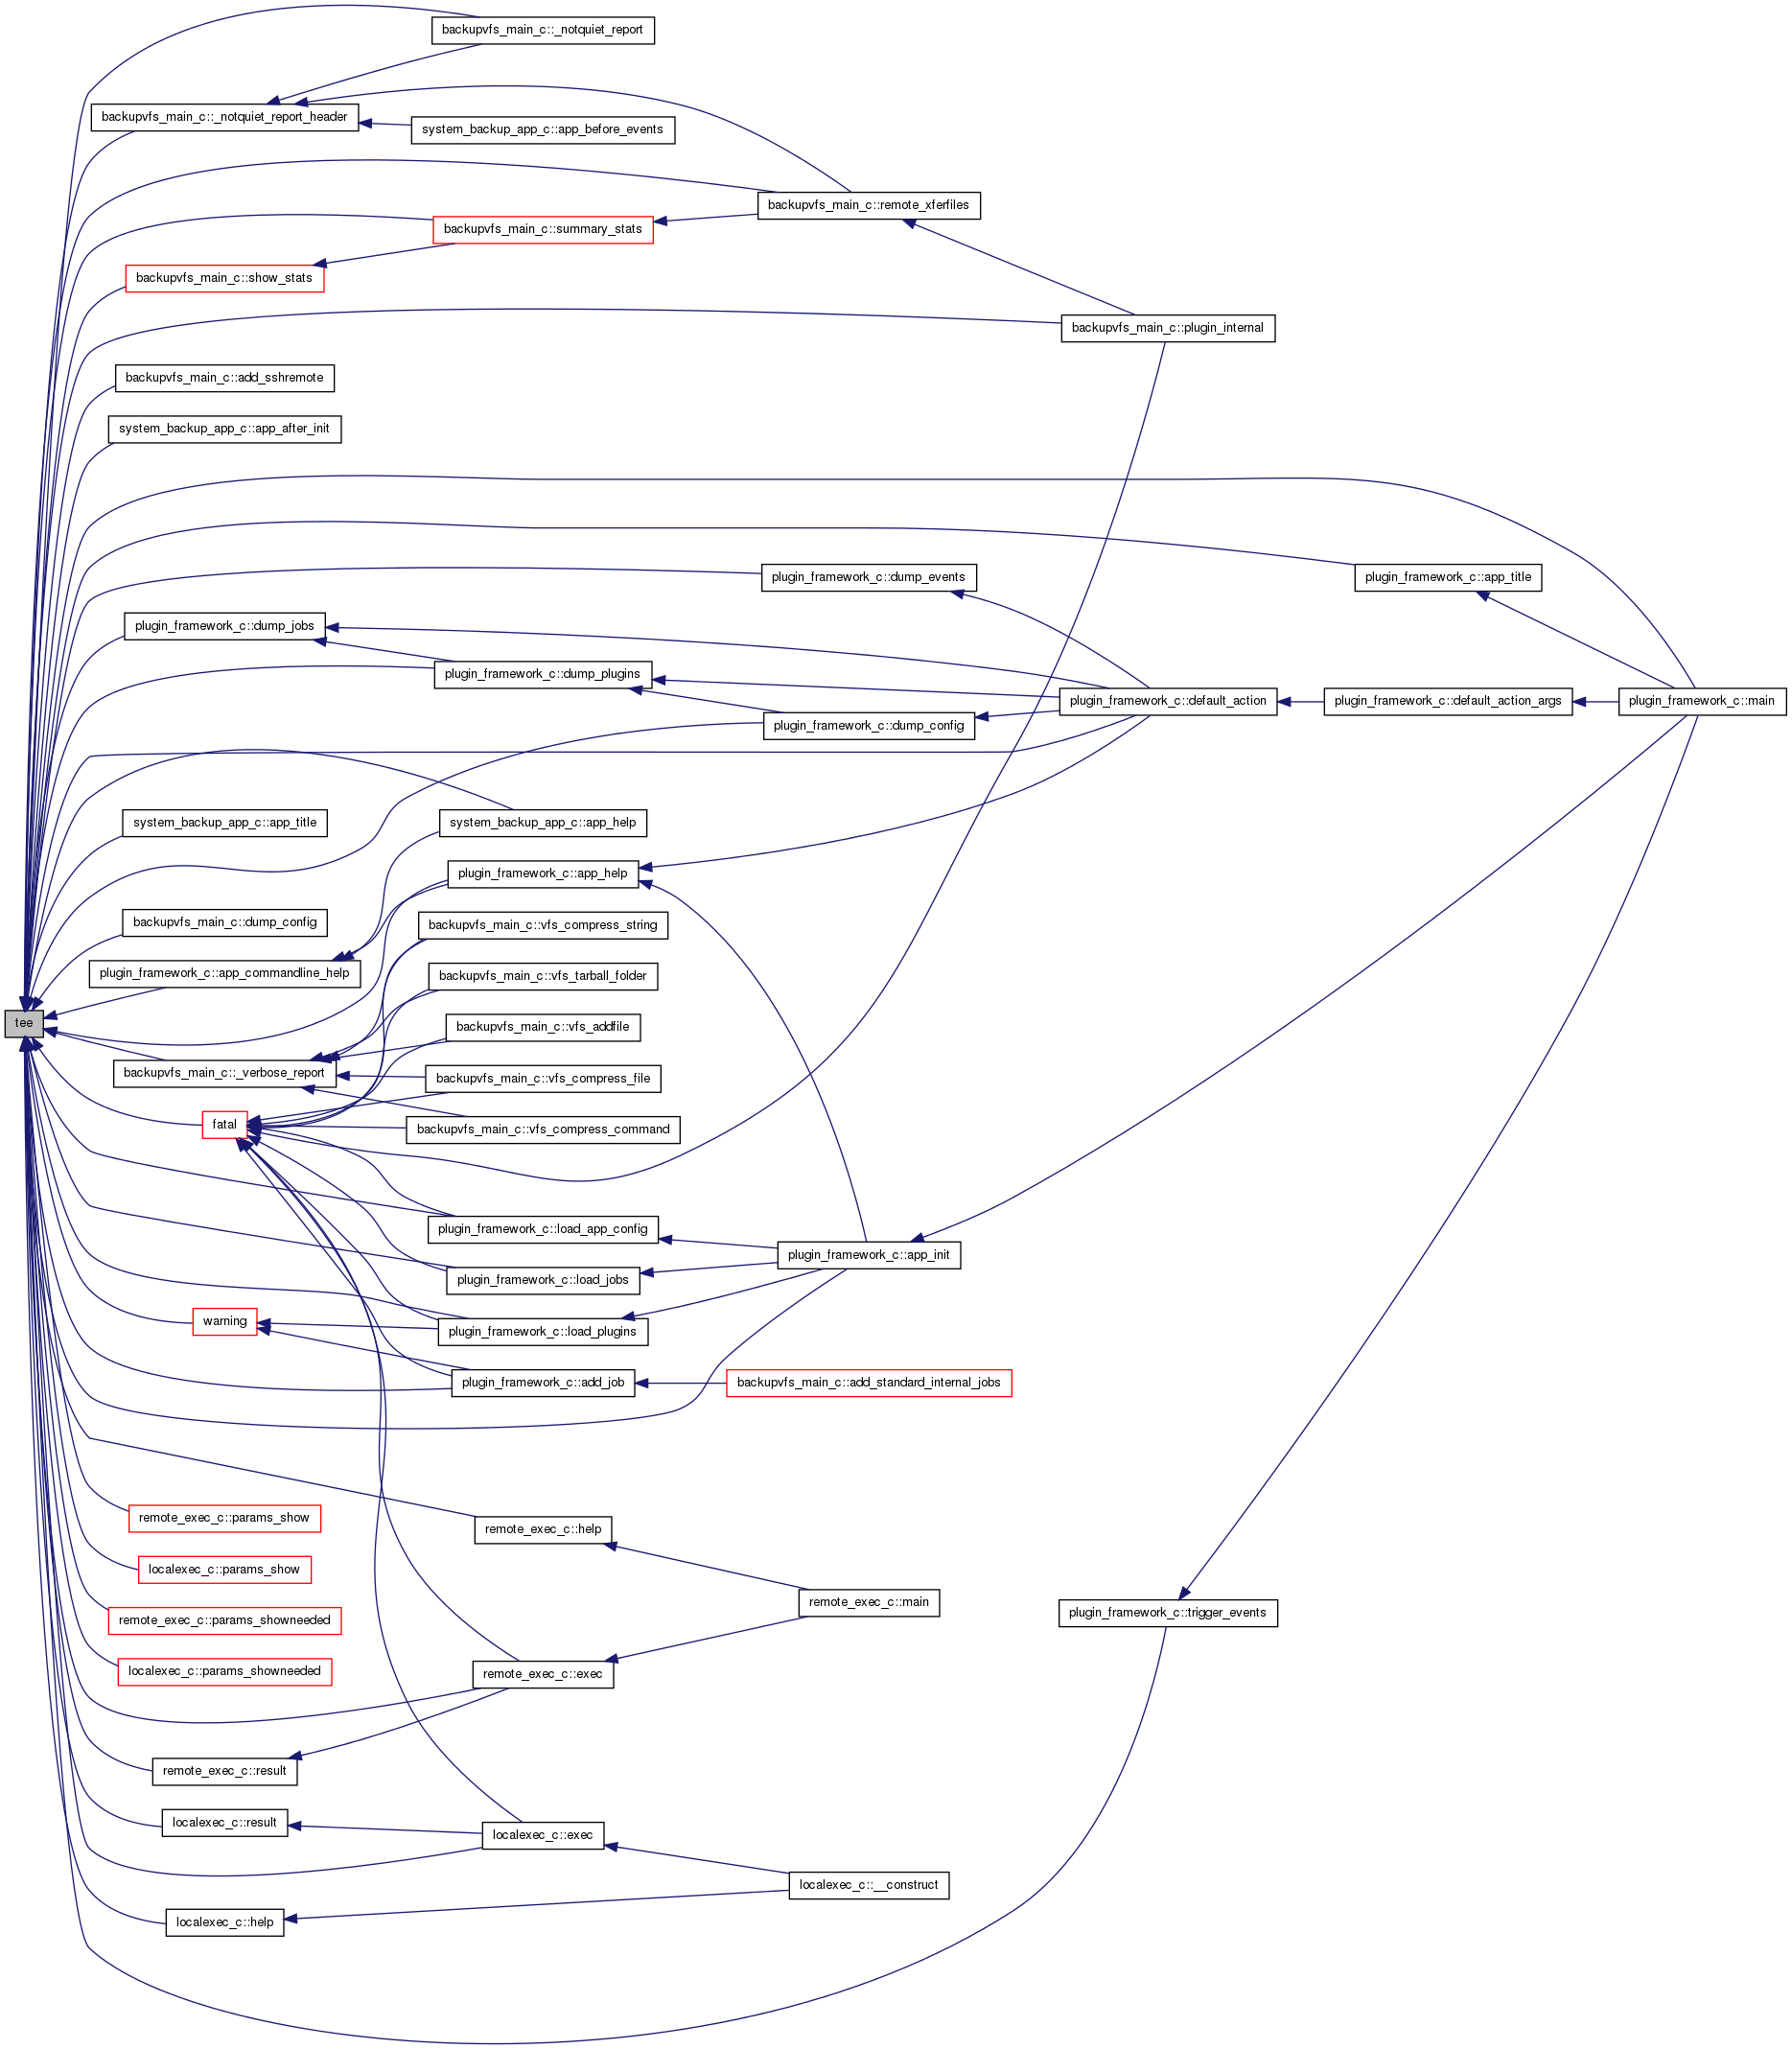 backupvfs_main_c::_notquiet_report
backupvfs_main_c::_notquiet_report_header
system_backup_app_c::app_before_events
backupvfs_main_c::remote_xferfiles
backupvfs_main_c::summary_stats
backupvfs_main_c::show_stats
backupvfs_main_c::plugin_internal
backupvfs_main_c::add_sshremote
system_backup_app_c::app_after_init
plugin_framework_c::dump_events
plugin_framework_c::app_title
plugin_framework_c::dump_jobs
plugin_framework_c::dump_plugins
plugin_framework_c::default_action
plugin_framework_c::default_action_args
plugin_framework_c::main
plugin_framework_c::dump_config
system_backup_app_c::app_title
system_backup_app_c::app_help
plugin_framework_c::app_help
backupvfs_main_c::dump_config
backupvfs_main_c::vfs_compress_string
plugin_framework_c::app_commandline_help
backupvfs_main_c::vfs_tarball_folder
tee
backupvfs_main_c::vfs_addfile
backupvfs_main_c::_verbose_report
backupvfs_main_c::vfs_compress_file
fatal
backupvfs_main_c::vfs_compress_command
plugin_framework_c::load_app_config
plugin_framework_c::app_init
plugin_framework_c::load_jobs
warning
plugin_framework_c::load_plugins
plugin_framework_c::add_job
backupvfs_main_c::add_standard_internal_jobs
remote_exec_c::params_show
remote_exec_c::help
localexec_c::params_show
remote_exec_c::main
remote_exec_c::params_showneeded
plugin_framework_c::trigger_events
localexec_c::params_showneeded
remote_exec_c::exec
remote_exec_c::result
localexec_c::result
localexec_c::exec
localexec_c::__construct
localexec_c::help